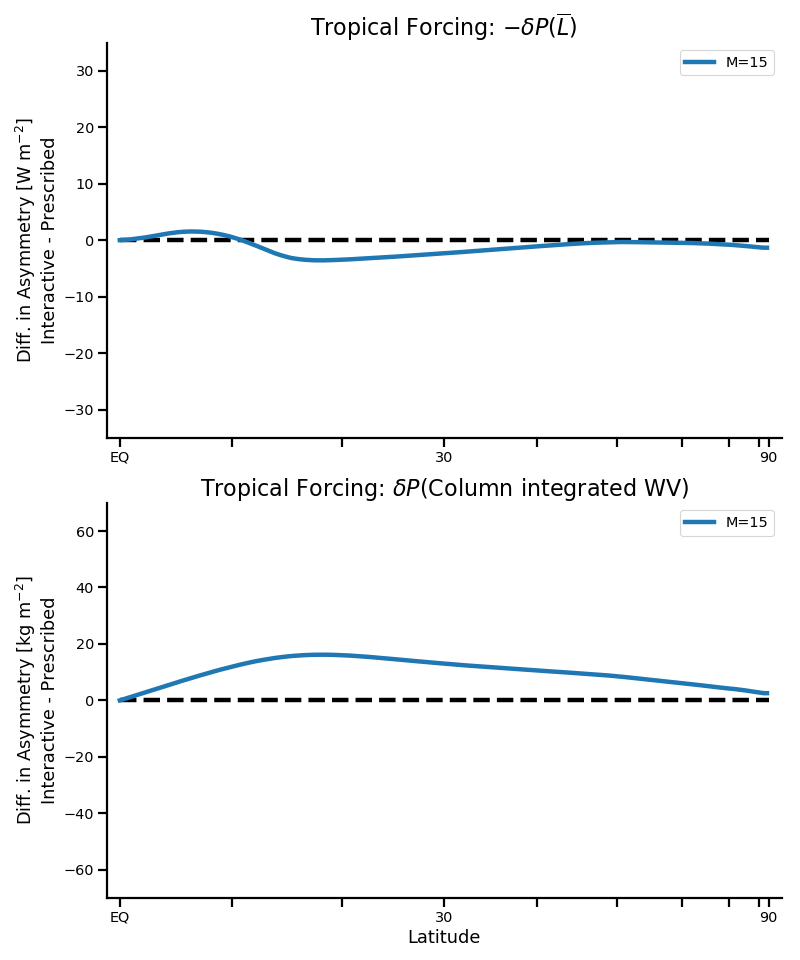 Tropical Forcing: −δP(L̅)
M=15
Diff. in Asymmetry [W m⁻²]
Interactive - Prescribed
30
20
10
0
−10
−20
−30
EQ 30 90
Tropical Forcing: δP(Column integrated WV)
M=15
Diff. in Asymmetry [kg m⁻²]
Interactive - Prescribed
60
40
20
0
−20
−40
−60
EQ 30 90
Latitude